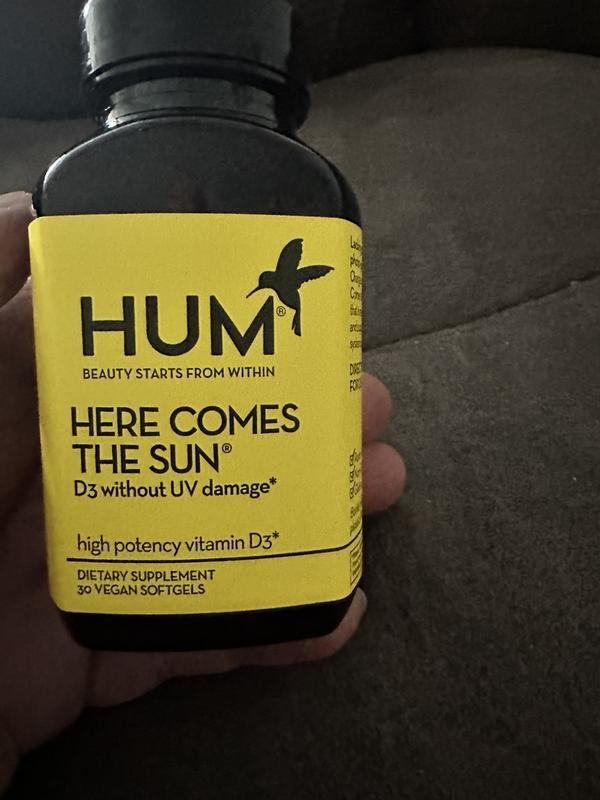 HUM®
BEAUTY STARTS FROM WITHIN
HERE COMES
THE SUN®
D3 without UV damage*
high potency vitamin D3*
DIETARY SUPPLEMENT
30 VEGAN SOFTGELS